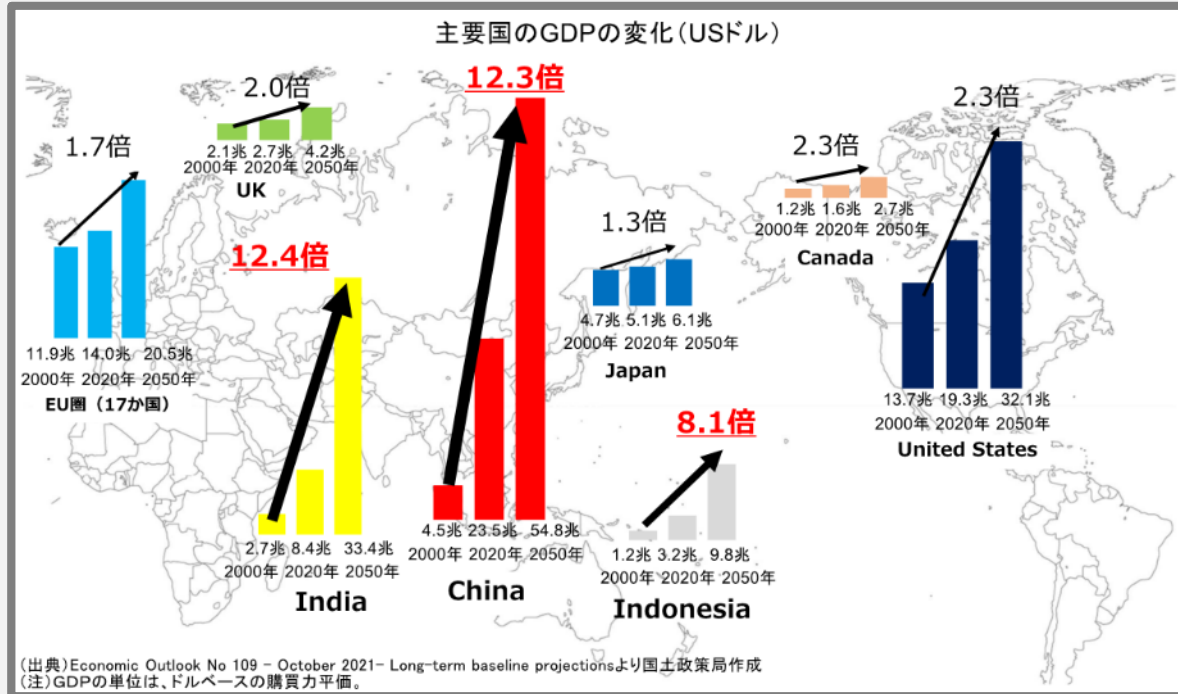 主要国のGDPの変化（USドル）
1.7倍
11.9兆 14.0兆 20.5兆
2000年 2020年 2050年
EU圏（17か国）
2.0倍
2.1兆 2.7兆 4.2兆
2000年 2020年 2050年
UK
12.4倍
2.7兆 8.4兆 33.4兆
2000年 2020年 2050年
India
12.3倍
4.5兆 23.5兆 54.8兆
2000年 2020年 2050年
China
1.3倍
4.7兆 5.1兆 6.1兆
2000年 2020年 2050年
Japan
8.1倍
1.2兆 3.2兆 9.8兆
2000年 2020年 2050年
Indonesia
2.3倍
1.2兆 1.6兆 2.7兆
2000年 2020年 2050年
Canada
2.3倍
13.7兆 19.3兆 32.1兆
2000年 2020年 2050年
United States
（出典）Economic Outlook No 109 - October 2021- Long-term baseline projectionsより国土政策局作成
（注）GDPの単位は、ドルベースの購買力平価。